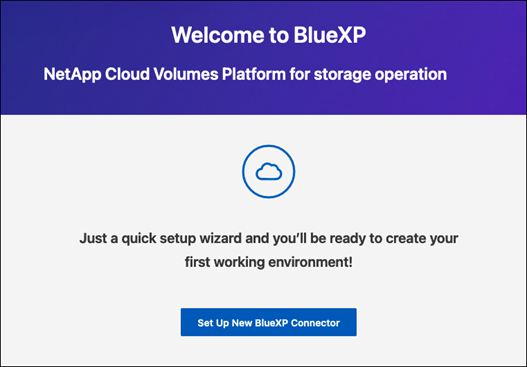 Welcome to BlueXP
NetApp Cloud Volumes Platform for storage operation
Just a quick setup wizard and you’ll be ready to create your
first working environment!
Set Up New BlueXP Connector